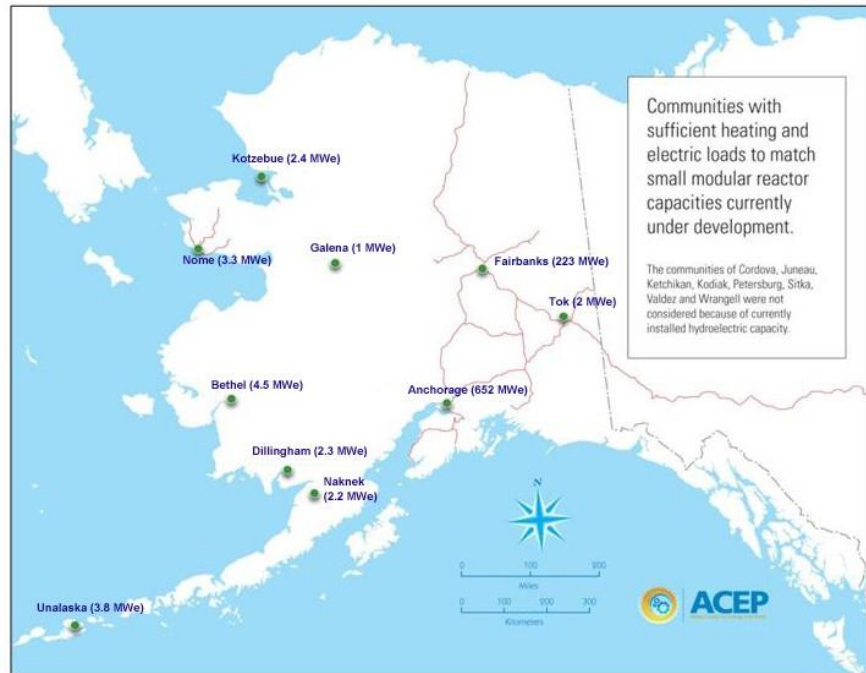 Communities with
sufficient heating and
electric loads to match
small modular reactor
capacities currently
under development.
The communities of Cordova, Juneau,
Ketchikan, Kodiak, Petersburg, Sitka,
Valdez and Wrangell were not
considered because of currently
installed hydroelectric capacity.
Kotzebue (2.4 MWe)
Nome (3.3 MWe)
Galena (1 MWe)
Fairbanks (223 MWe)
Tok (2 MWe)
Bethel (4.5 MWe)
Anchorage (652 MWe)
Dillingham (2.3 MWe)
Naknek
(2.2 MWe)
Unalaska (3.8 MWe)
N
0 100 200
Miles
0 100 200 300
Kilometers
ACEP